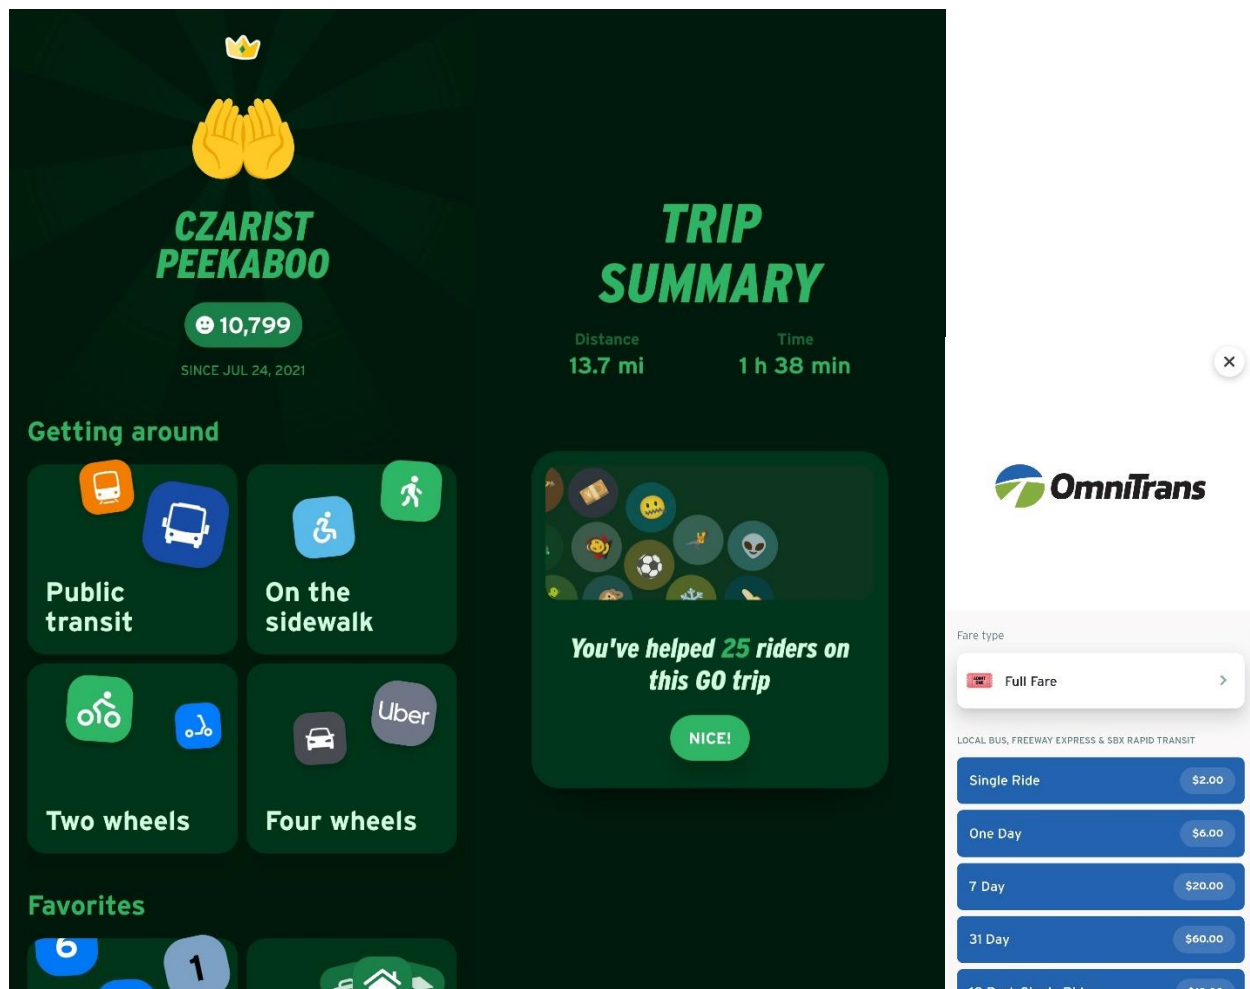 CZARIST
PEEKABOO
10,799
SINCE JUL 24, 2021
Getting around
Public
transit
On the
sidewalk
Two wheels
Uber
Four wheels
Favorites
6
1
TRIP
SUMMARY
Distance
13.7 mi
Time
1 h 38 min
You've helped 25 riders on
this GO trip
NICE!
OmniTrans
Fare type
Full Fare
LOCAL BUS, FREEWAY EXPRESS & SBX RAPID TRANSIT
Single Ride
$2.00
One Day
$6.00
7 Day
$20.00
31 Day
$60.00